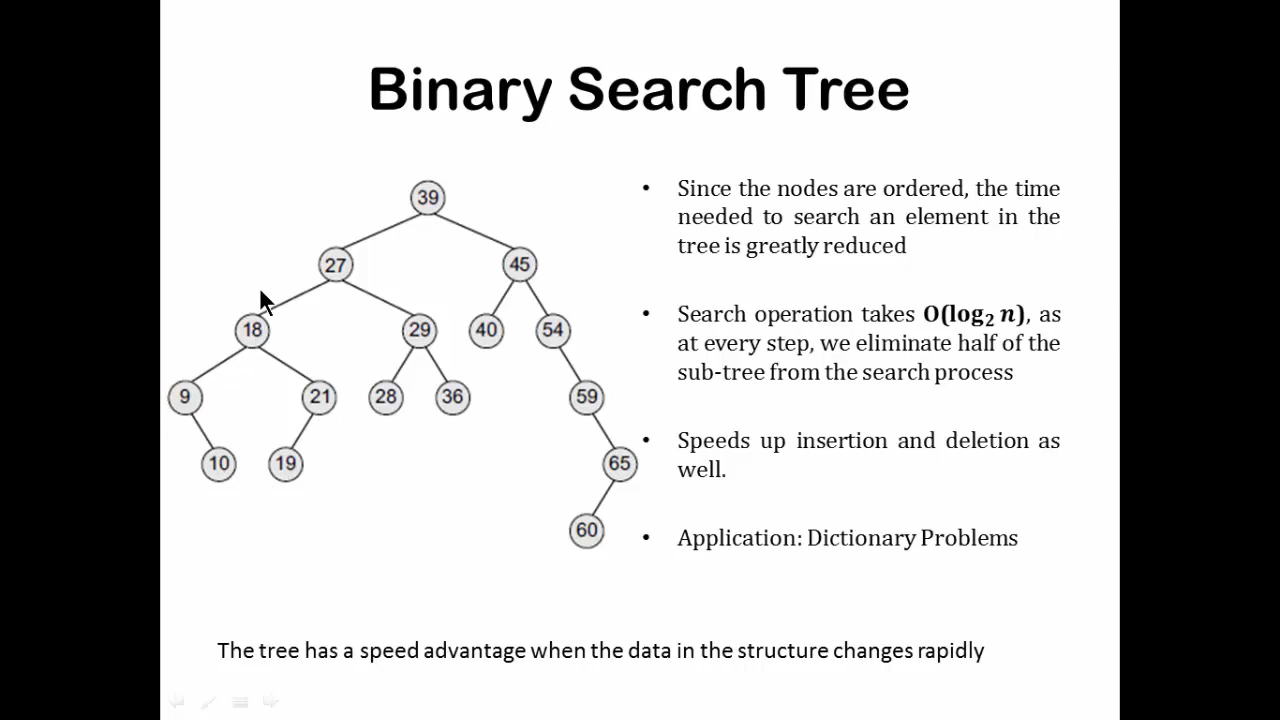 Binary Search Tree
39
27
45
18
29
40
54
9
21
28
36
59
10
19
65
60
• Since the nodes are ordered, the time
needed to search an element in the
tree is greatly reduced
• Search operation takes O(log₂ n), as
at every step, we eliminate half of the
sub-tree from the search process
• Speeds up insertion and deletion as
well.
• Application: Dictionary Problems
The tree has a speed advantage when the data in the structure changes rapidly